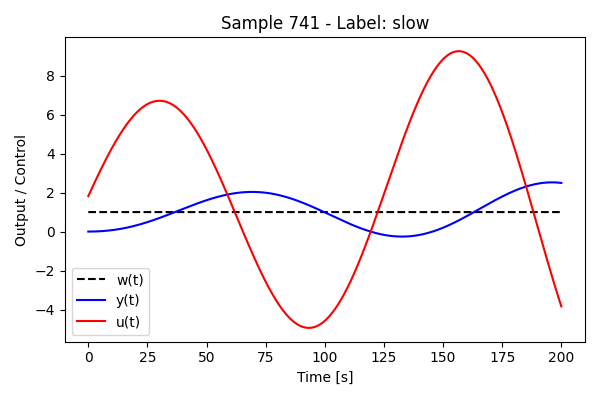 Sample 741 - Label: slow
Output / Control
8
6
4
2
0
−2
−4
w(t)
y(t)
u(t)
0 25 50 75 100 125 150 175 200
Time [s]